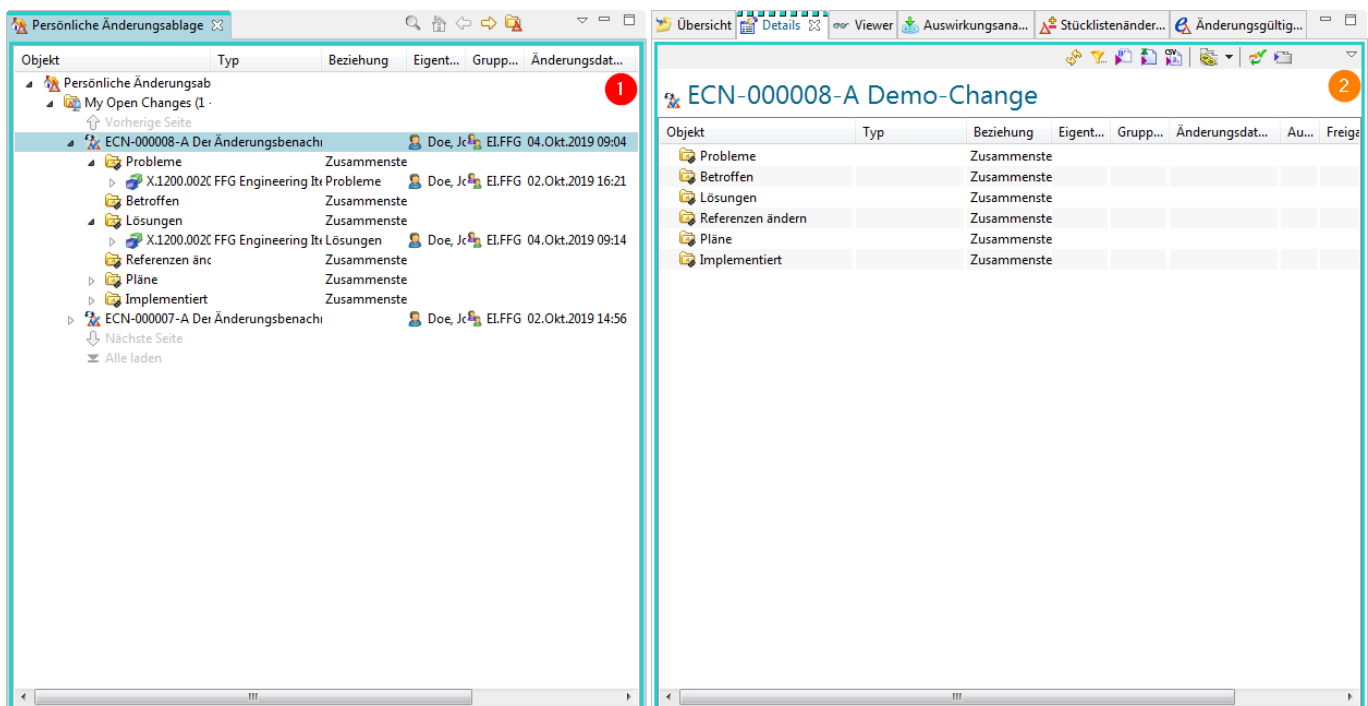 Persönliche Änderungsablage
Objekt Typ Beziehung Eigent... Grupp... Änderungsdat...
Persönliche Änderungsab
1
My Open Changes (1 -
Vorherige Seite
ECN-000008-A Der Änderungsbenachı Doe, Jc EI.FFG 04.Okt.2019 09:04
Probleme Zusammenste
X.1200.002C FFG Engineering Ite Probleme Doe, Jc EI.FFG 02.Okt.2019 16:21
Betroffen Zusammenste
Lösungen Zusammenste
X.1200.002C FFG Engineering Ite Lösungen Doe, Jc EI.FFG 04.Okt.2019 09:14
Referenzen änc Zusammenste
Pläne Zusammenste
Implementiert Zusammenste
ECN-000007-A Der Änderungsbenachı Doe, Jc EI.FFG 02.Okt.2019 14:56
Nächste Seite
Alle laden
Übersicht Details Viewer Auswirkungsana... Stücklistenänder... Änderungsgültig...
2
ECN-000008-A Demo-Change
Objekt Typ Beziehung Eigent... Grupp... Änderungsdat... Au... Freiga
Probleme Zusammenste
Betroffen Zusammenste
Lösungen Zusammenste
Referenzen ändern Zusammenste
Pläne Zusammenste
Implementiert Zusammenste